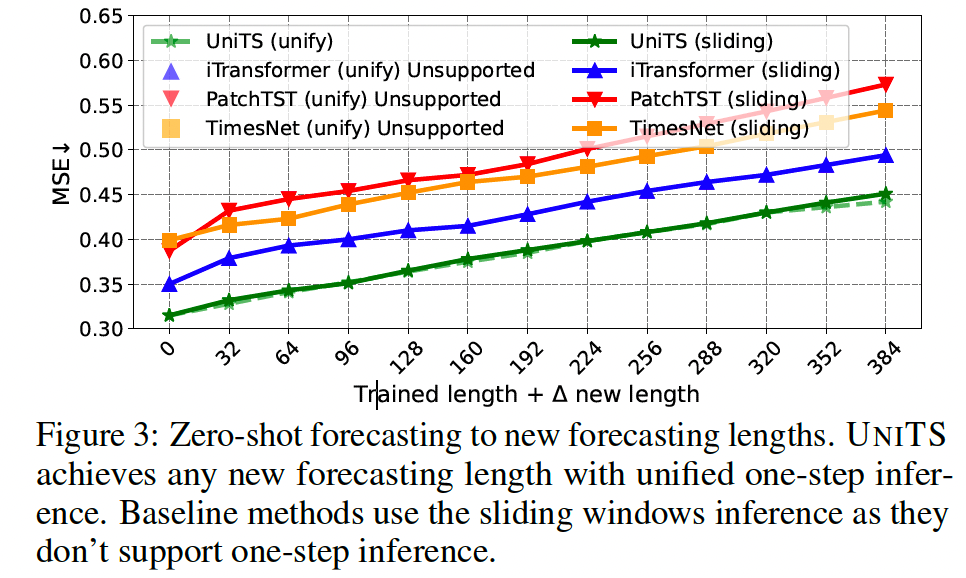 MSE↓
0.65
0.60
0.55
0.50
0.45
0.40
0.35
0.30
UniTS (unify)
iTransformer (unify) Unsupported
PatchTST (unify) Unsupported
TimesNet (unify) Unsupported
UniTS (sliding)
iTransformer (sliding)
PatchTST (sliding)
TimesNet (sliding)
0 32 64 96 128 160 192 224 256 288 320 352 384
Trained length + Δ new length
Figure 3: Zero-shot forecasting to new forecasting lengths. UNITS
achieves any new forecasting length with unified one-step infer-
ence. Baseline methods use the sliding windows inference as they
don't support one-step inference.